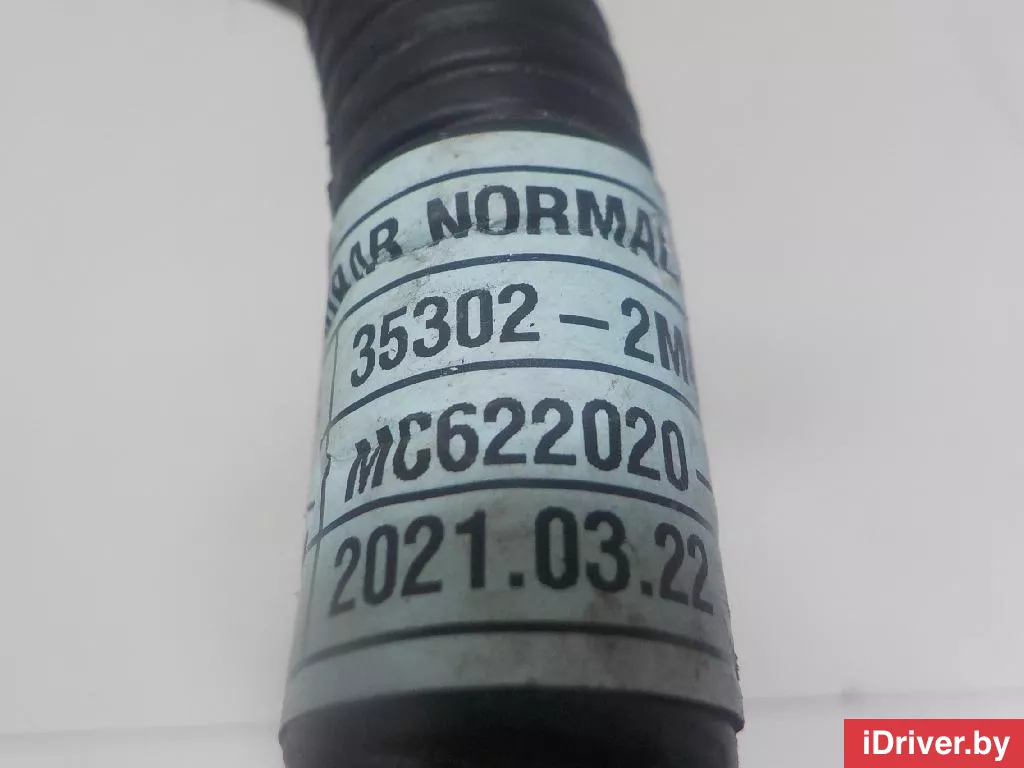 NORMAL
35302-2M
MC622020-
2021.03.22
iDriver.by